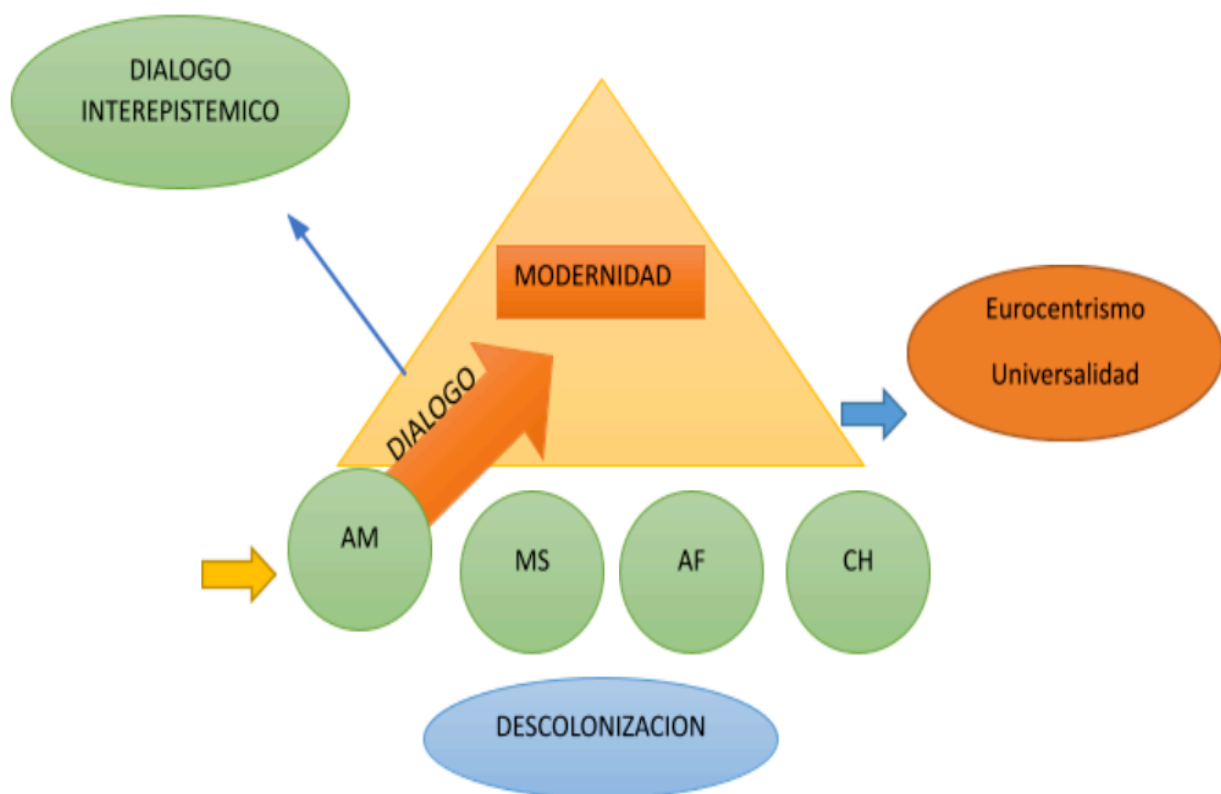 DIALOGO
INTEREPISTEMICO
MODERNIDAD
Eurocentrismo
Universalidad
DIALOGO
AM
MS
AF
CH
DESCOLONIZACION